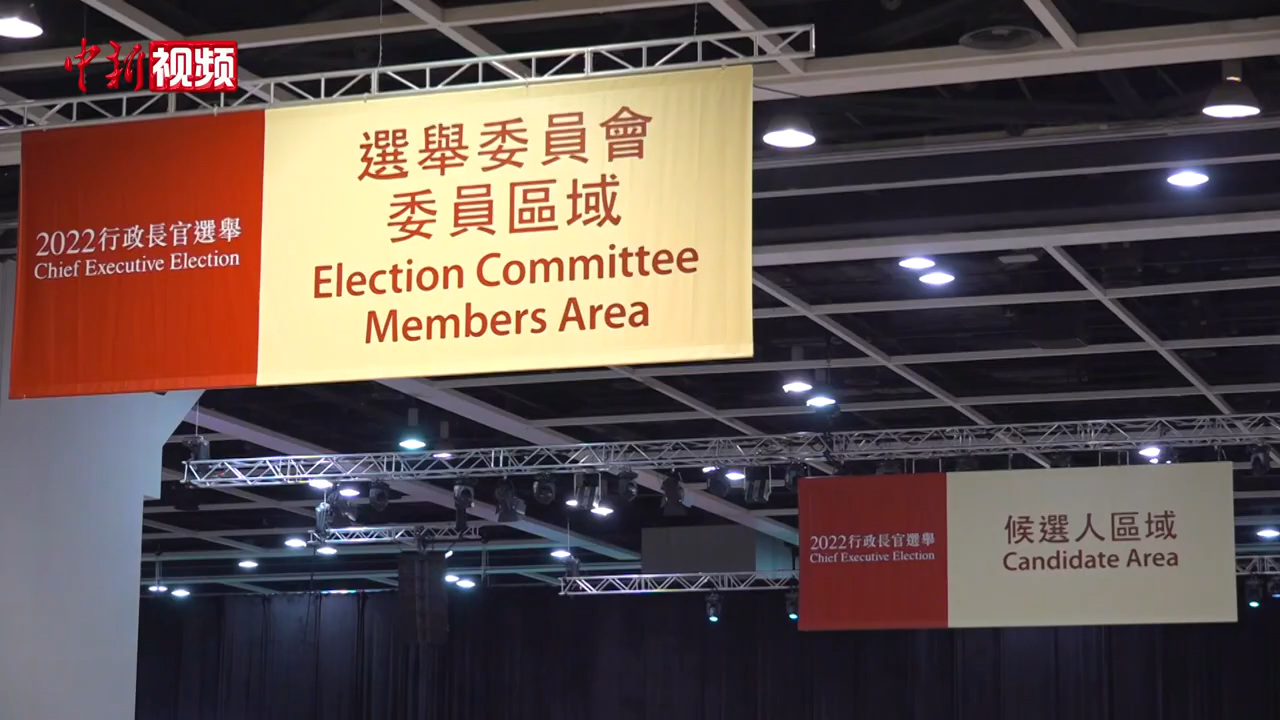 中新视频
選舉委員會
委員區域
Election Committee
Members Area
2022行政長官選舉
Chief Executive Election
2022行政長官選舉
Chief Executive Election
候選人區域
Candidate Area